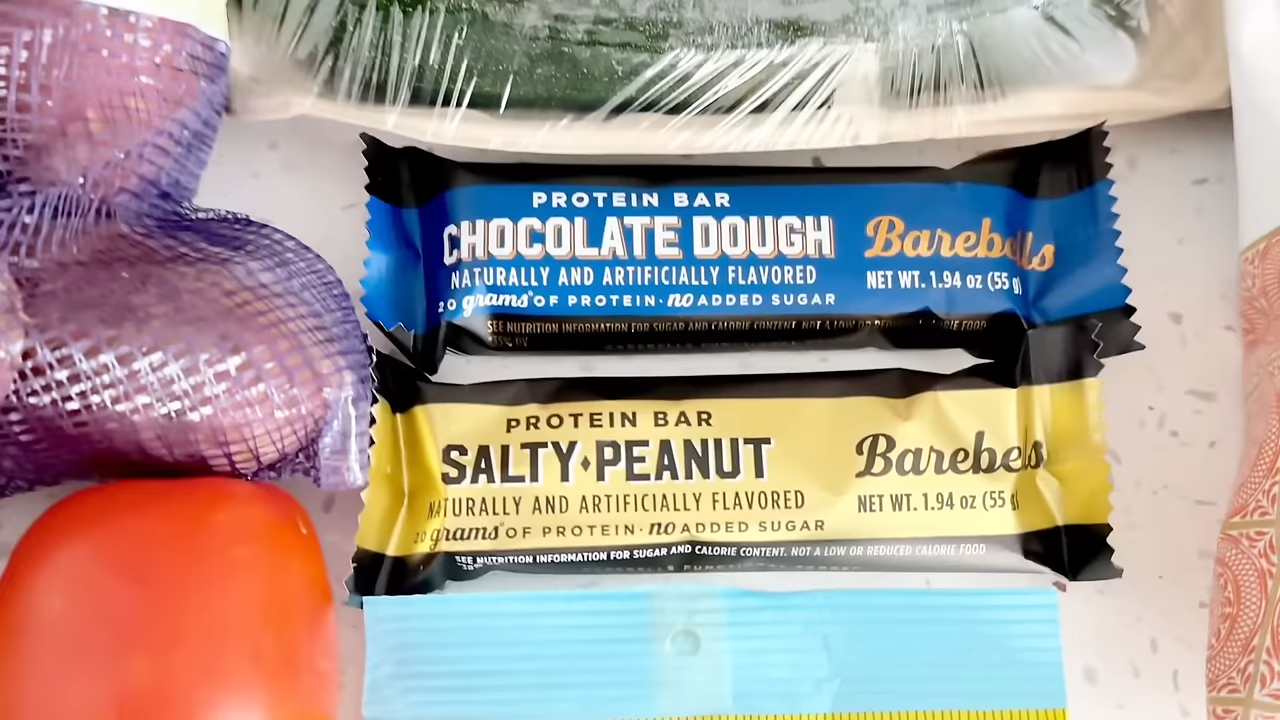 PROTEIN BAR
CHOCOLATE DOUGH
NATURALLY AND ARTIFICIALLY FLAVORED
20 grams* OF PROTEIN · no ADDED SUGAR
Barebells
NET WT. 1.94 oz (55 g)
SEE NUTRITION INFORMATION FOR SUGAR AND CALORIE CONTENT. NOT A LOW OR REDUCED CALORIE FOOD
PROTEIN BAR
SALTY♦PEANUT
NATURALLY AND ARTIFICIALLY FLAVORED
20 grams* OF PROTEIN · no ADDED SUGAR
Barebells
NET WT. 1.94 oz (55 g
SEE NUTRITION INFORMATION FOR SUGAR AND CALORIE CONTENT. NOT A LOW OR REDUCED CALORIE FOOD